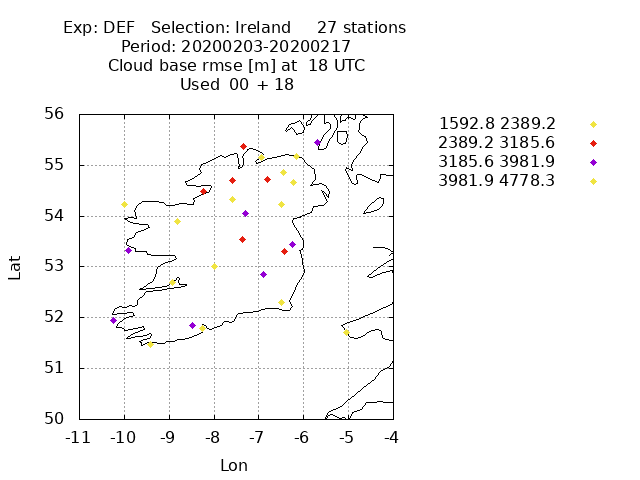 Exp: DEF Selection: Ireland 27 stations
Period: 20200203-20200217
Cloud base rmse [m] at 18 UTC
Used 00 + 18
1592.8 2389.2
2389.2 3185.6
3185.6 3981.9
3981.9 4778.3
56
55
54
53
52
51
50
Lat
-11 -10 -9 -8 -7 -6 -5 -4
Lon